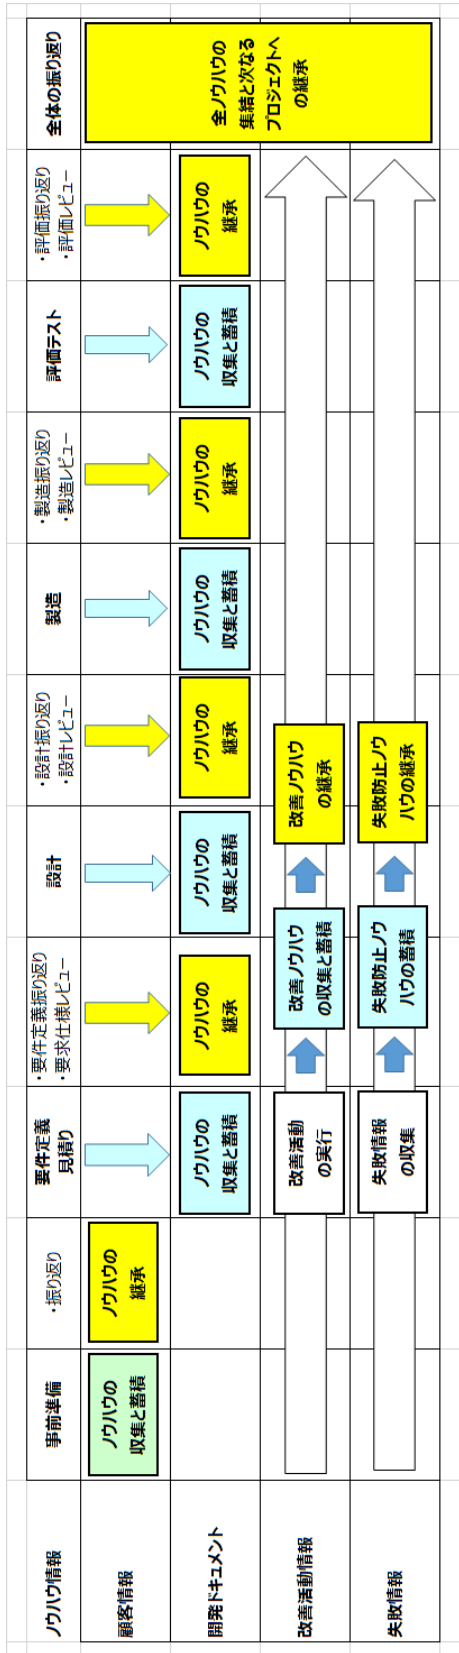 ノウハウ情報
事前準備
・振り返り
要件定義
見積り
・要件定義振り返り
・要求仕様レビュー
設計
・設計振り返り
・設計レビュー
製造
・製造振り返り
・製造レビュー
評価テスト
・評価振り返り
・評価レビュー
全体の振り返り
顧客情報
ノウハウの
収集と蓄積
ノウハウの
継承
全ノウハウの
集結と次なる
プロジェクトへ
の継承
開発ドキュメント
ノウハウの
収集と蓄積
ノウハウの
継承
ノウハウの
収集と蓄積
ノウハウの
継承
ノウハウの
収集と蓄積
ノウハウの
継承
ノウハウの
収集と蓄積
ノウハウの
継承
改善活動情報
改善活動
の実行
改善ノウハウ
の収集と蓄積
改善ノウハウ
の継承
失敗情報
失敗情報
の収集
失敗防止ノウ
ハウの蓄積
失敗防止ノウ
ハウの継承